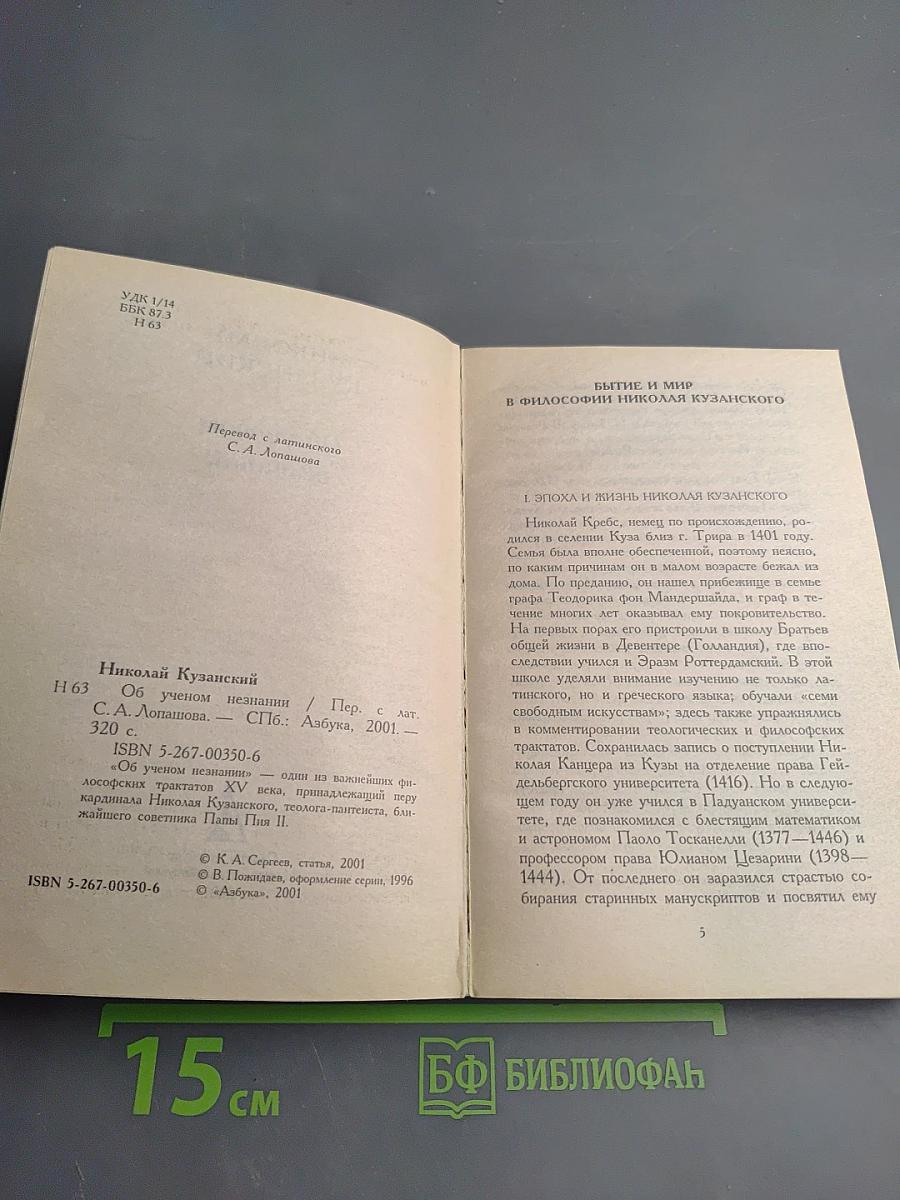 УДК 1/14
ББК 87.3
Н 63
Перевод с латинского
С. А. Лопашова
Николай Кузанский
Н 63 Об ученом незнании / Пер. с лат.
С. А. Лопашова. — СПб.: Азбука, 2001. —
320 с.
ISBN 5-267-00350-6
«Об ученом незнании» — один из важнейших фи-
лософских трактатов XV века, принадлежащий перу
кардинала Николая Кузанского, теолога-пантеиста, бли-
жайшего советника Папы Пия II.
© К. А. Сергеев, статья, 2001
© В. Пожидаев, оформление серии, 1996
© «Азбука», 2001
ISBN 5-267-00350-6
БЫТИЕ И МИР
В ФИЛОСОФИИ НИКОЛАЯ КУЗАНСКОГО
I. ЭПОХА И ЖИЗНЬ НИКОЛАЯ КУЗАНСКОГО
Николай Кребс, немец по происхождению, ро-
дился в селении Куза близ г. Трира в 1401 году.
Семья была вполне обеспеченной, поэтому неясно,
по каким причинам он в малом возрасте бежал из
дома. По преданию, он нашел прибежище в семье
графа Теодорика фон Мандершайда, и граф в те-
чение многих лет оказывал ему покровительство.
На первых порах его пристроили в школу Братьев
общей жизни в Девентере (Голландия), где впо-
следствии учился и Эразм Роттердамский. В этой
школе уделяли внимание изучению не только ла-
тинского, но и греческого языка; обучали «семи
свободным искусствам»; здесь также упражнялись
в комментировании теологических и философских
трактатов. Сохранилась запись о поступлении Ни-
колая Канцера из Кузы на отделение права Гей-
дельбергского университета (1416). Но в следую-
щем году он уже учился в Падуанском универси-
тете, где познакомился с блестящим математиком
и астрономом Паоло Тосканелли (1377—1446) и
профессором права Юлианом Цезарини (1398—
1444). От последнего он заразился страстью со-
бирания старинных манускриптов и посвятил ему
5
15 см
БФ БИБЛИОФАҺ